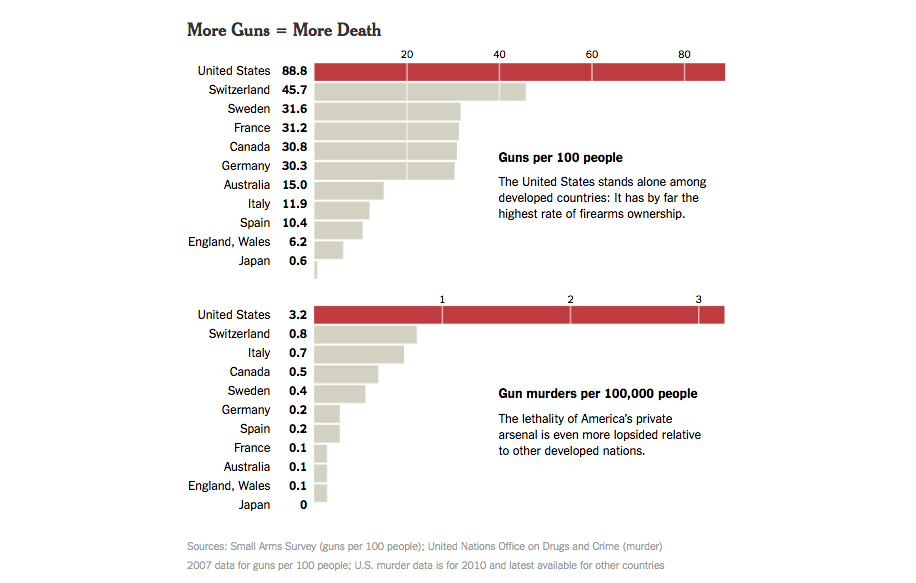 More Guns = More Death
20 40 60 80
United States 88.8
Switzerland 45.7
Sweden 31.6
France 31.2
Canada 30.8
Germany 30.3
Australia 15.0
Italy 11.9
Spain 10.4
England, Wales 6.2
Japan 0.6
Guns per 100 people
The United States stands alone among
developed countries: It has by far the
highest rate of firearms ownership.
1 2 3
United States 3.2
Switzerland 0.8
Italy 0.7
Canada 0.5
Sweden 0.4
Germany 0.2
Spain 0.2
France 0.1
Australia 0.1
England, Wales 0.1
Japan 0
Gun murders per 100,000 people
The lethality of America's private
arsenal is even more lopsided relative
to other developed nations.
Sources: Small Arms Survey (guns per 100 people); United Nations Office on Drugs and Crime (murder)
2007 data for guns per 100 people; U.S. murder data is for 2010 and latest available for other countries